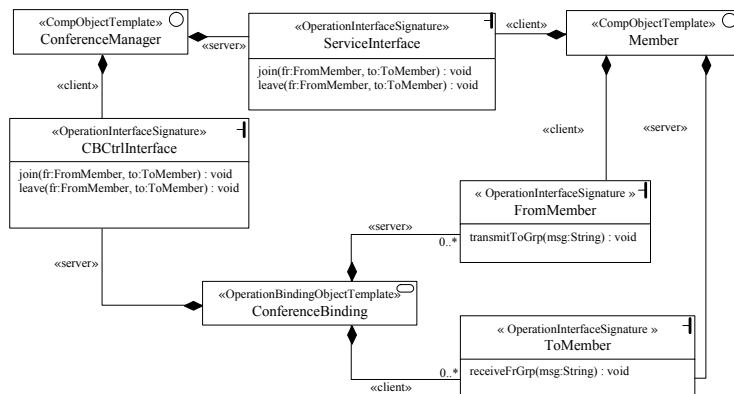 «CompObjectTemplate»
ConferenceManager
«server»
«OperationInterfaceSignature»
ServiceInterface
join(fr:FromMember, to:ToMember) : void
leave(fr:FromMember, to:ToMember) : void
«client»
«CompObjectTemplate»
Member
«client»
«client»
«server»
«OperationInterfaceSignature»
CBCtrlInterface
join(fr:FromMember, to:ToMember) : void
leave(fr:FromMember, to:ToMember) : void
« OperationInterfaceSignature »
FromMember
transmitToGrp(msg:String) : void
«server»
0..*
«server»
«OperationBindingObjectTemplate»
ConferenceBinding
« OperationInterfaceSignature »
ToMember
receiveFrGrp(msg:String) : void
0..*
«client»